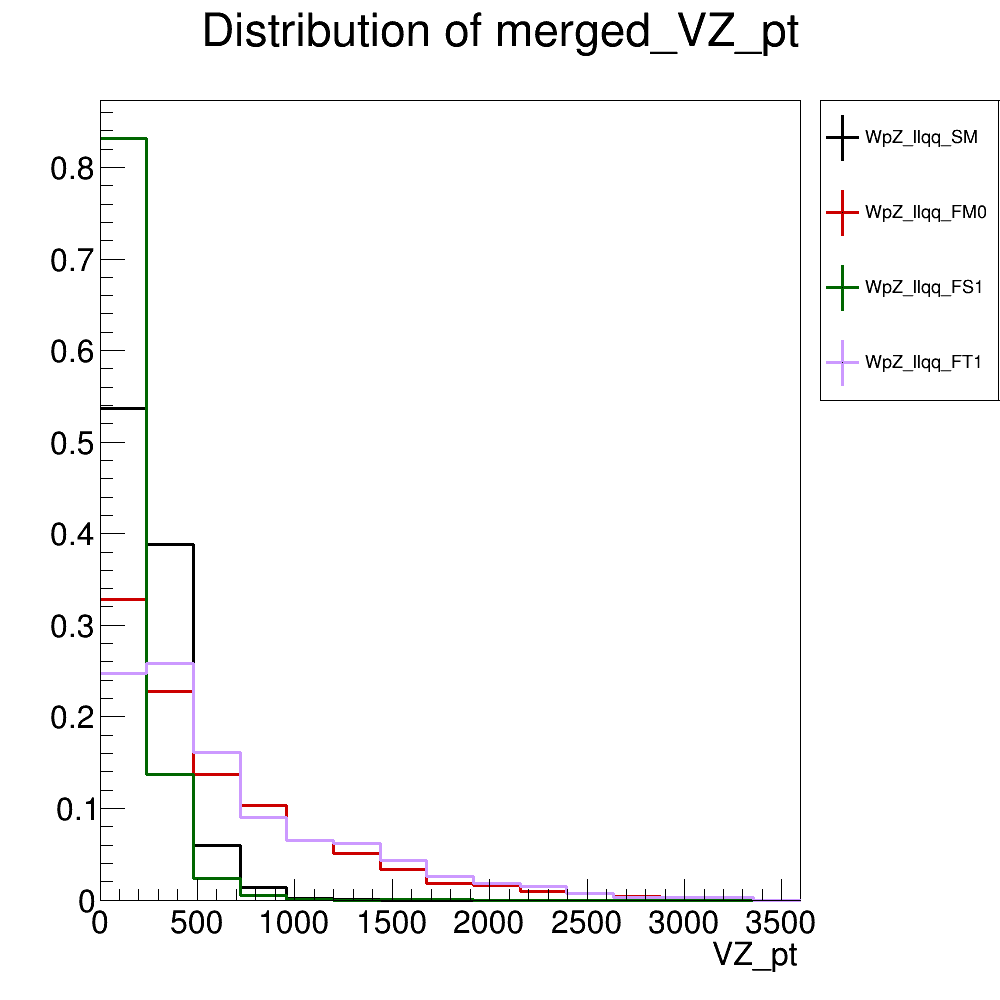 Distribution of merged_VZ_pt
WpZ_llqq_SM
WpZ_llqq_FM0
WpZ_llqq_FS1
WpZ_llqq_FT1
0.8
0.7
0.6
0.5
0.4
0.3
0.2
0.1
0
0 500 1000 1500 2000 2500 3000 3500
VZ_pt